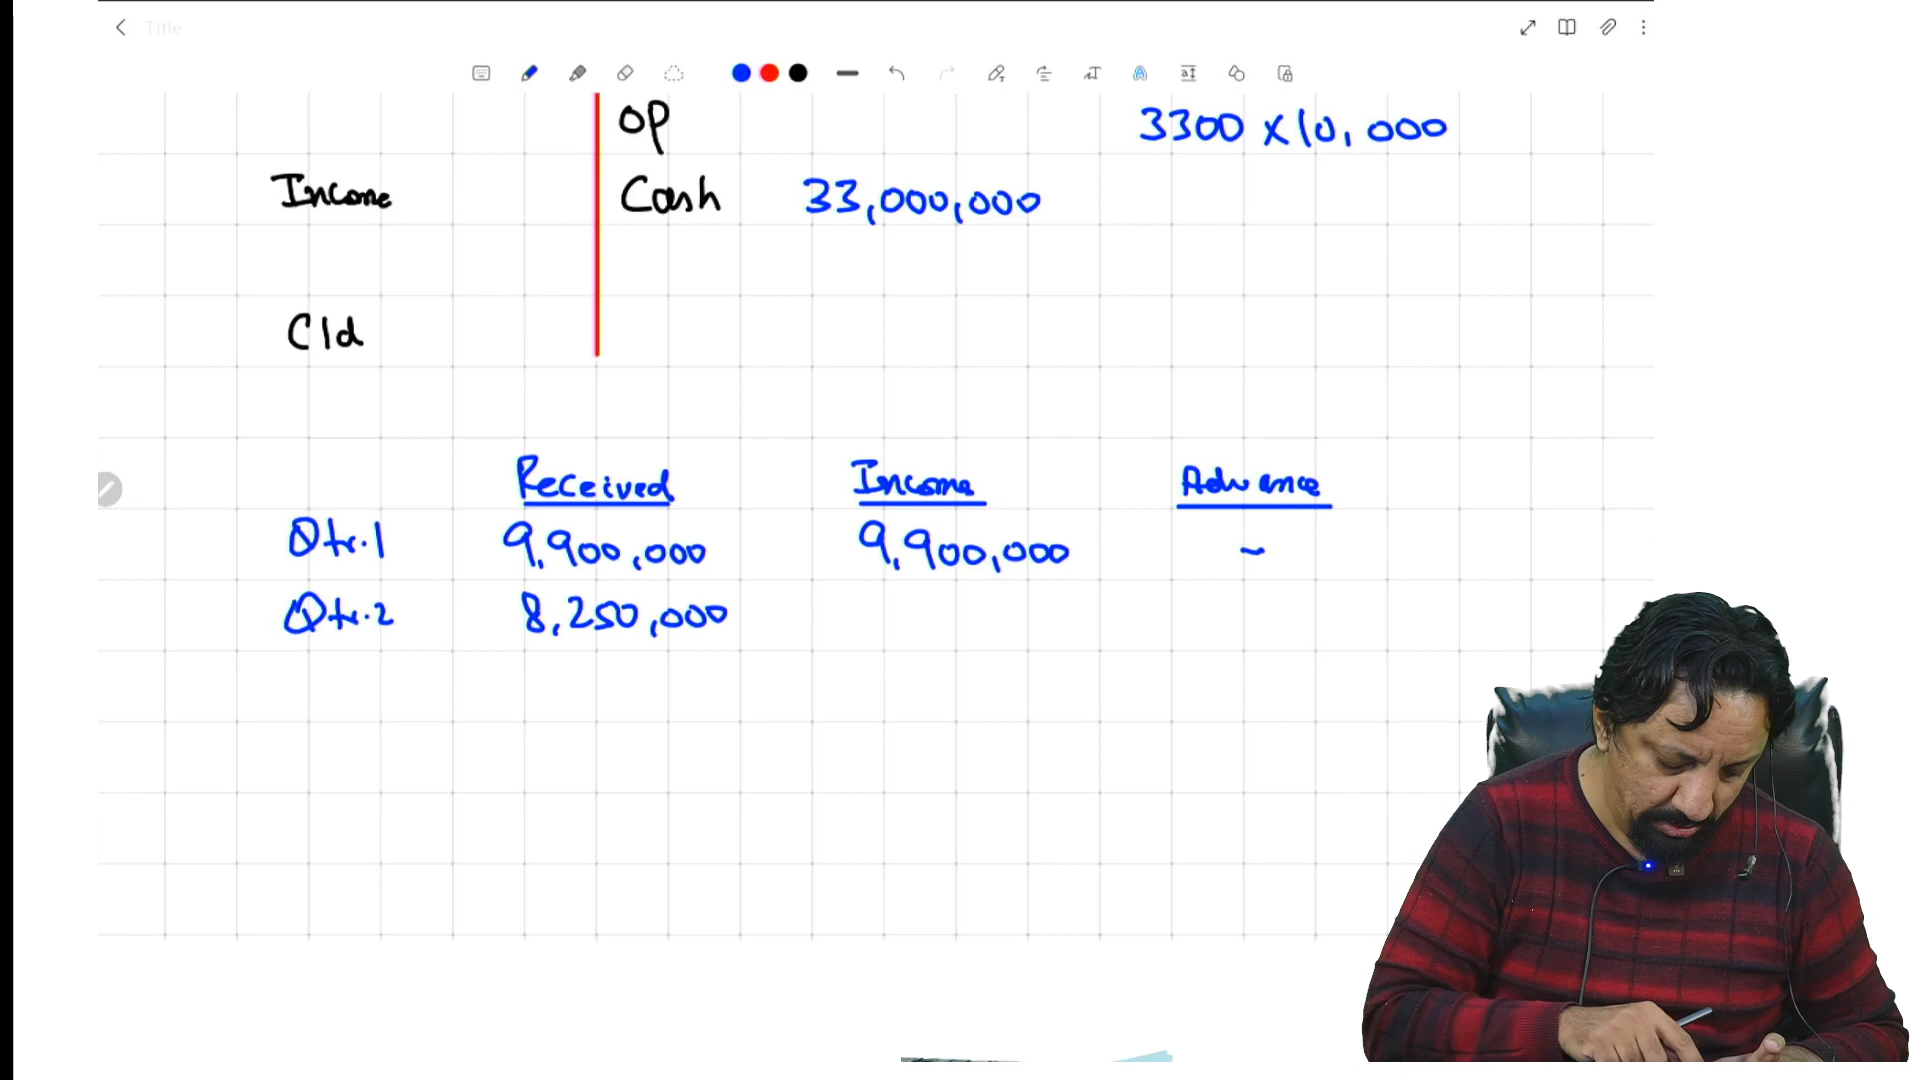 Title
OP 3300 × 10,000
Income Cash 33,000,000
Cld
Received Income Advance
Qtr.1 9,900,000 9,900,000 -
Qtr.2 8,250,000